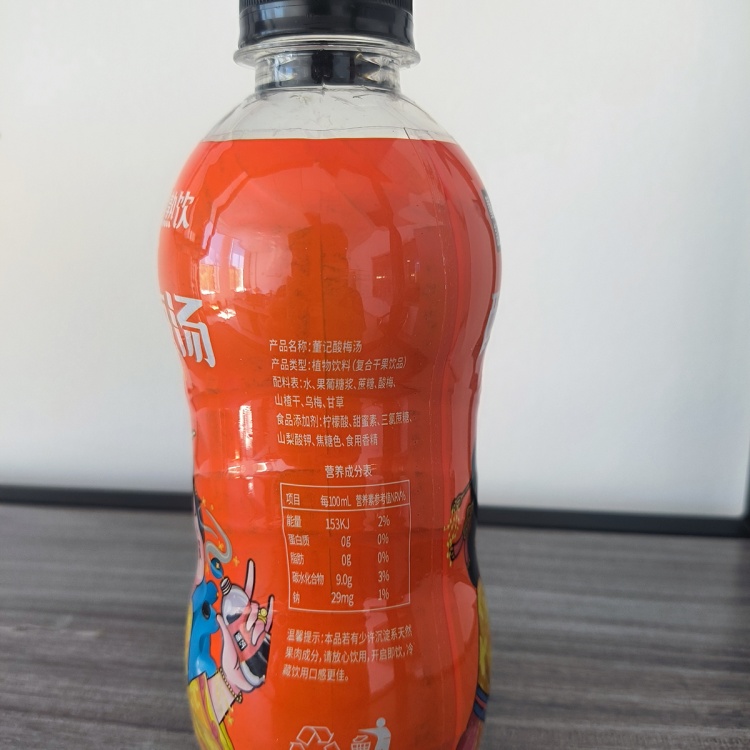 饮
汤
产品名称:董记酸梅汤
产品类型:植物饮料(复合干果饮品)
配料表:水、果葡糖浆、蔗糖、酸梅、
山楂干、乌梅、甘草
食品添加剂:柠檬酸、甜蜜素、三氯蔗糖、
山梨酸钾、焦糖色、食用香精
营养成分表
项目 每100mL 营养素参考值NRV%
能量 153KJ 2%
蛋白质 0g 0%
脂肪 0g 0%
碳水化合物 9.0g 3%
钠 29mg 1%
温馨提示:本品若有少许沉淀系天然
果肉成分,请放心饮用,开启即饮,冷
藏饮用口感更佳。